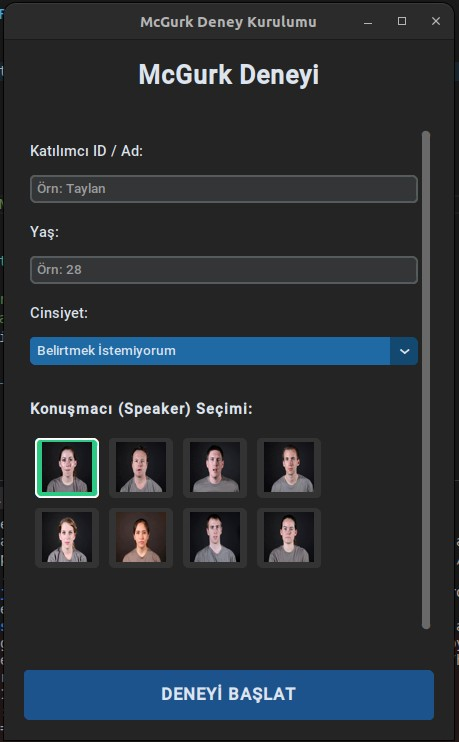 McGurk Deney Kurulumu
McGurk Deneyi
Katılımcı ID / Ad:
Örn: Taylan
Yaş:
Örn: 28
Cinsiyet:
Belirtmek İstemiyorum
Konuşmacı (Speaker) Seçimi:
DENEYİ BAŞLAT